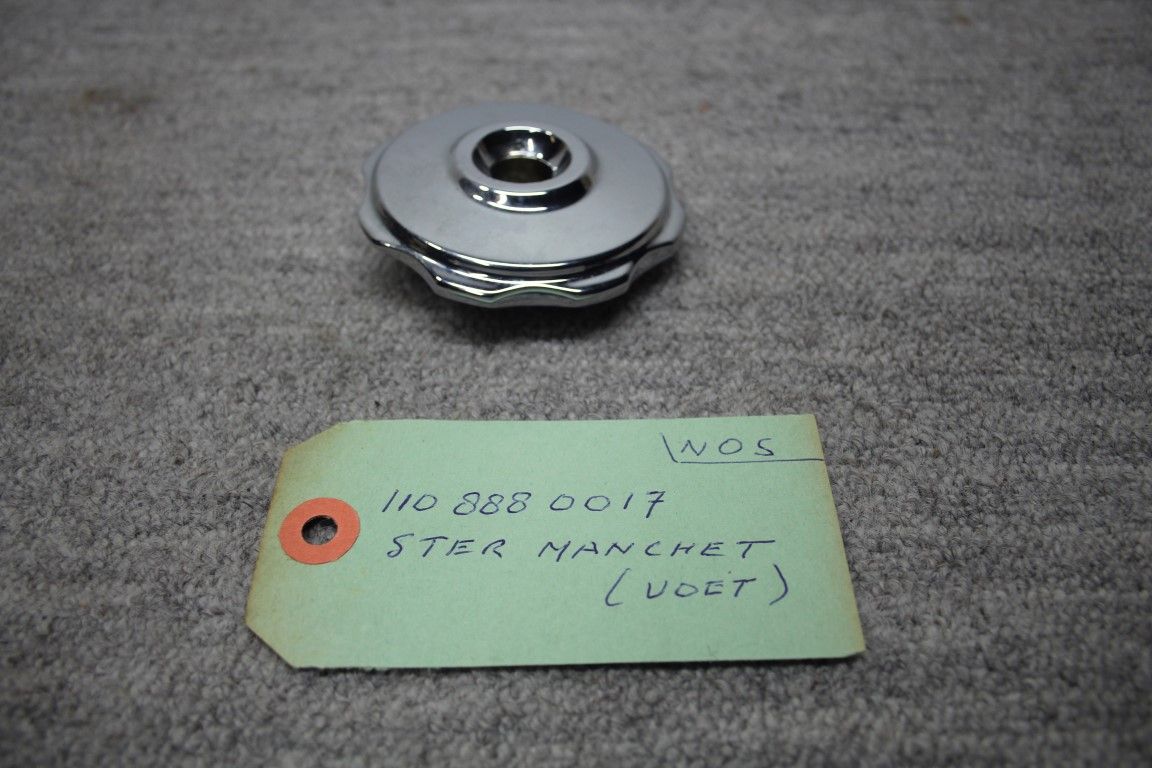 NOS
110 888 0017
STER MANCHET
(VOET)